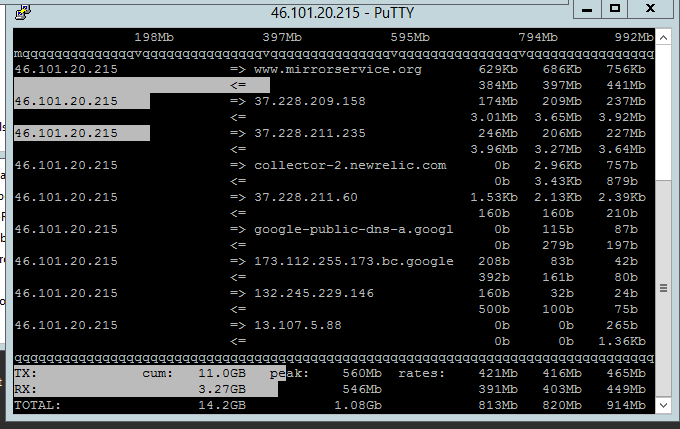 46.101.20.215 - PuTTY
198Mb 397Mb 595Mb 794Mb 992Mb
mqqqqqqqqqqqqqqqvqqqqqqqqqqqqqqqvqqqqqqqqqqqqqqqvqqqqqqqqqqqqqqqvqqqqqqqqqqqqqqq
46.101.20.215 => www.mirrorservice.org 629Kb 686Kb 756Kb
<= 384Mb 397Mb 441Mb
46.101.20.215 => 37.228.209.158 174Mb 209Mb 237Mb
<= 3.01Mb 3.65Mb 3.92Mb
46.101.20.215 => 37.228.211.235 246Mb 206Mb 227Mb
<= 3.96Mb 3.27Mb 3.64Mb
46.101.20.215 => collector-2.newrelic.com 0b 2.96Kb 757b
<= 0b 3.43Kb 879b
46.101.20.215 => 37.228.211.60 1.53Kb 2.13Kb 2.39Kb
<= 160b 160b 210b
46.101.20.215 => google-public-dns-a.googl 0b 115b 87b
<= 0b 279b 197b
46.101.20.215 => 173.112.255.173.bc.google 208b 83b 42b
<= 392b 161b 80b
46.101.20.215 => 132.245.229.146 160b 32b 24b
<= 500b 100b 75b
46.101.20.215 => 13.107.5.88 0b 0b 265b
<= 0b 0b 1.36Kb
qqqqqqqqqqqqqqqqvqqqqqqqqqqqqqqqvqqqqqqqqqqqqqqqvqqqqqqqqqqqqqqqvqqqqqqqqqqqqqqq
TX: cum: 11.0GB peak: 560Mb rates: 421Mb 416Mb 465Mb
RX: 3.27GB 546Mb 391Mb 403Mb 449Mb
TOTAL: 14.2GB 1.08Gb 813Mb 820Mb 914Mb